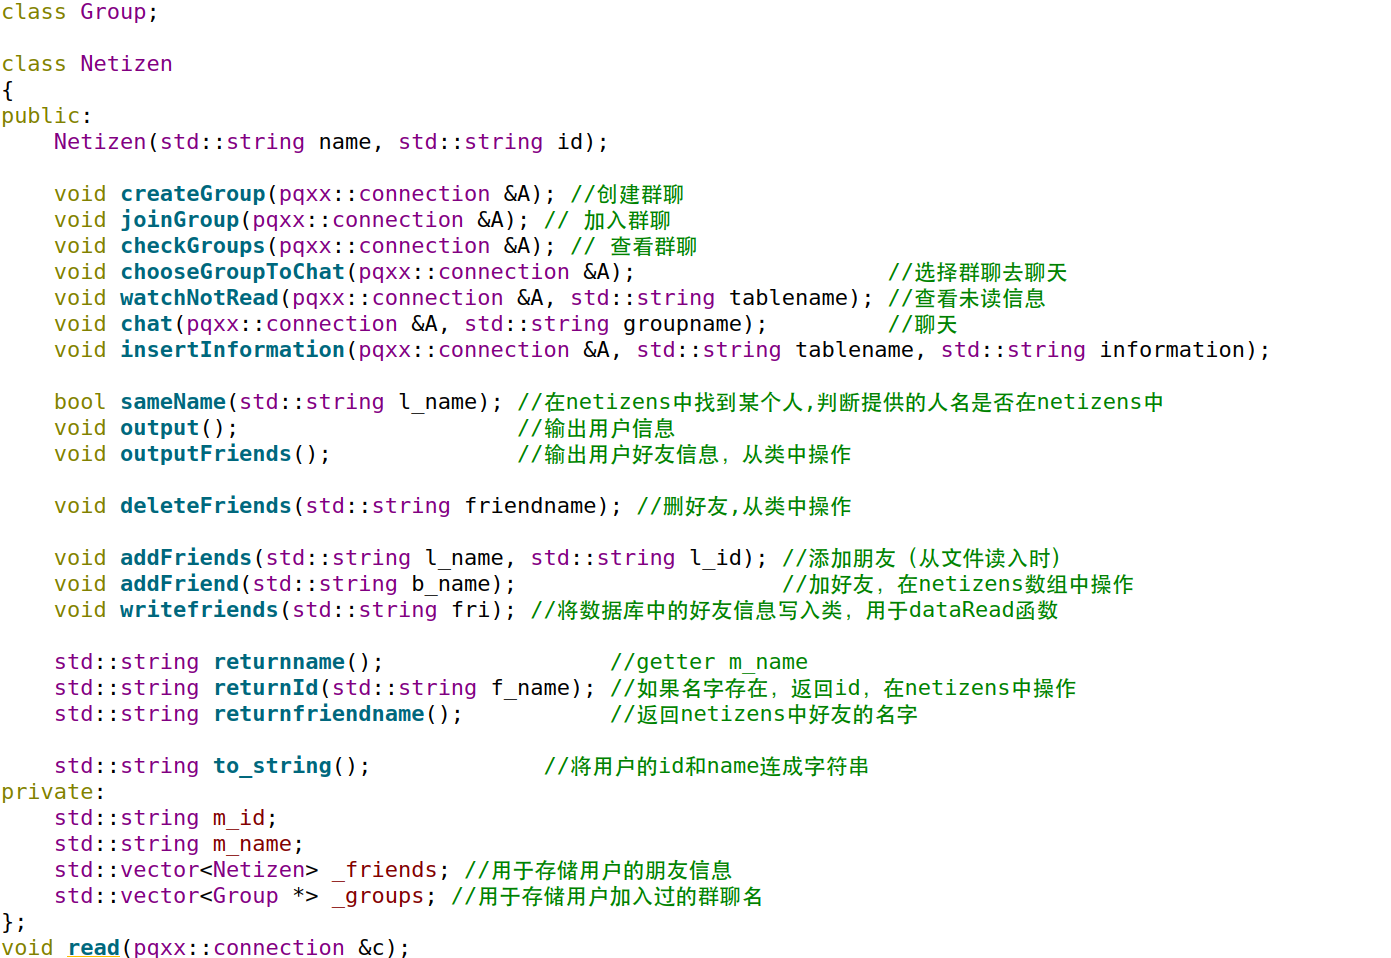 class Group;
class Netizen
{
public:
    Netizen(std::string name, std::string id);
    void createGroup(pqxx::connection &A); //创建群聊
    void joinGroup(pqxx::connection &A); // 加入群聊
    void checkGroups(pqxx::connection &A); // 查看群聊
    void chooseGroupToChat(pqxx::connection &A);                   //选择群聊去聊天
    void watchNotRead(pqxx::connection &A, std::string tablename); //查看未读信息
    void chat(pqxx::connection &A, std::string groupname);         //聊天
    void insertInformation(pqxx::connection &A, std::string tablename, std::string information);
    bool sameName(std::string l_name); //在netizens中找到某个人,判断提供的人名是否在netizens中
    void output();                     //输出用户信息
    void outputFriends();              //输出用户好友信息，从类中操作
    void deleteFriends(std::string friendname); //删好友,从类中操作
    void addFriends(std::string l_name, std::string l_id); //添加朋友（从文件读入时）
    void addFriend(std::string b_name);                    //加好友，在netizens数组中操作
    void writefriends(std::string fri); //将数据库中的好友信息写入类，用于dataRead函数
    std::string returnname();                 //getter m_name
    std::string returnId(std::string f_name); //如果名字存在，返回id，在netizens中操作
    std::string returnfriendname();           //返回netizens中好友的名字
    std::string to_string();             //将用户的id和name连成字符串
private:
    std::string m_id;
    std::string m_name;
    std::vector<Netizen> _friends; //用于存储用户的朋友信息
    std::vector<Group *> _groups; //用于存储用户加入过的群聊名
};
void read(pqxx::connection &c);